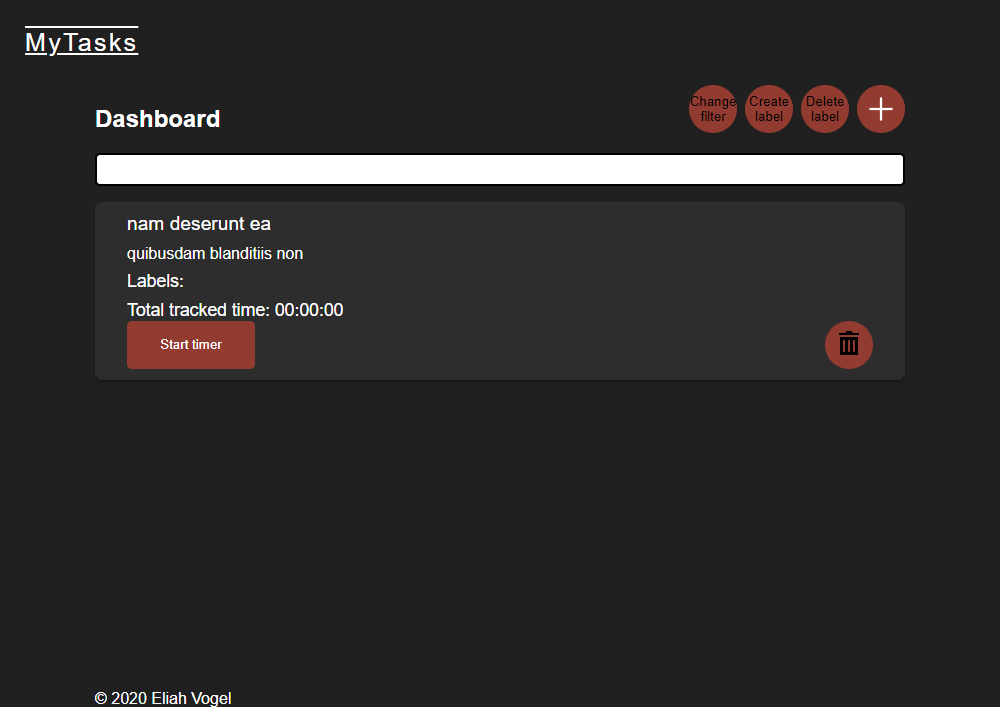 MyTasks
Dashboard
Change
filter
Create
label
Delete
label
nam deserunt ea
quibusdam blanditiis non
Labels:
Total tracked time: 00:00:00
Start timer
© 2020 Eliah Vogel